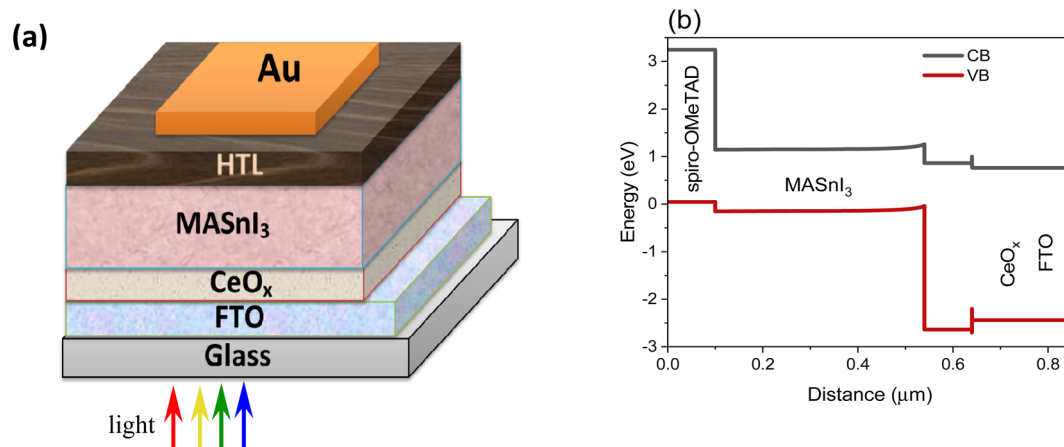 (a)
Au
HTL
MASnI₃
CeOₓ
FTO
Glass
light
(b)
CB
VB
spiro-OMeTAD
MASnI₃
CeOₓ
FTO
Energy (eV)
3
2
1
0
-1
-2
-3
0.0
0.2
0.4
0.6
0.8
Distance (μm)